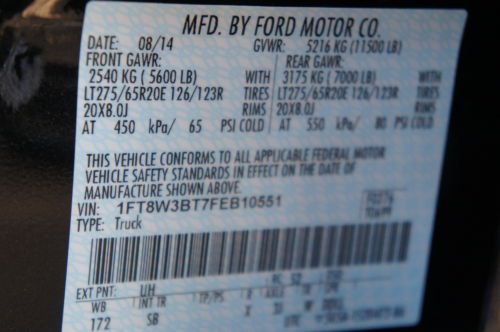 MFD. BY FORD MOTOR CO.
DATE: 08/14 GVWR: 5216 KG (11500 LB)
FRONT GAWR: REAR GAWR:
2540 KG ( 5600 LB) WITH 3175 KG ( 7000 LB) WITH
LT275/65R20E 126/123R TIRES LT275/65R20E 126/123R TIRES
20X8.0J RIMS 20X8.0J RIMS
AT 450 kPa/ 65 PSI COLD AT 550 kPa/ 80 PSI COLD
THIS VEHICLE CONFORMS TO ALL APPLICABLE FEDERAL MOTOR
VEHICLE SAFETY STANDARDS IN EFFECT ON THE DATE OF
MANUFACTURE SHOWN ABOVE.
VIN: 1FT8W3BT7FEB10551
TYPE: Truck
EXT PNT: UH
WB INT TR TP/PS R AXLE
172 SB